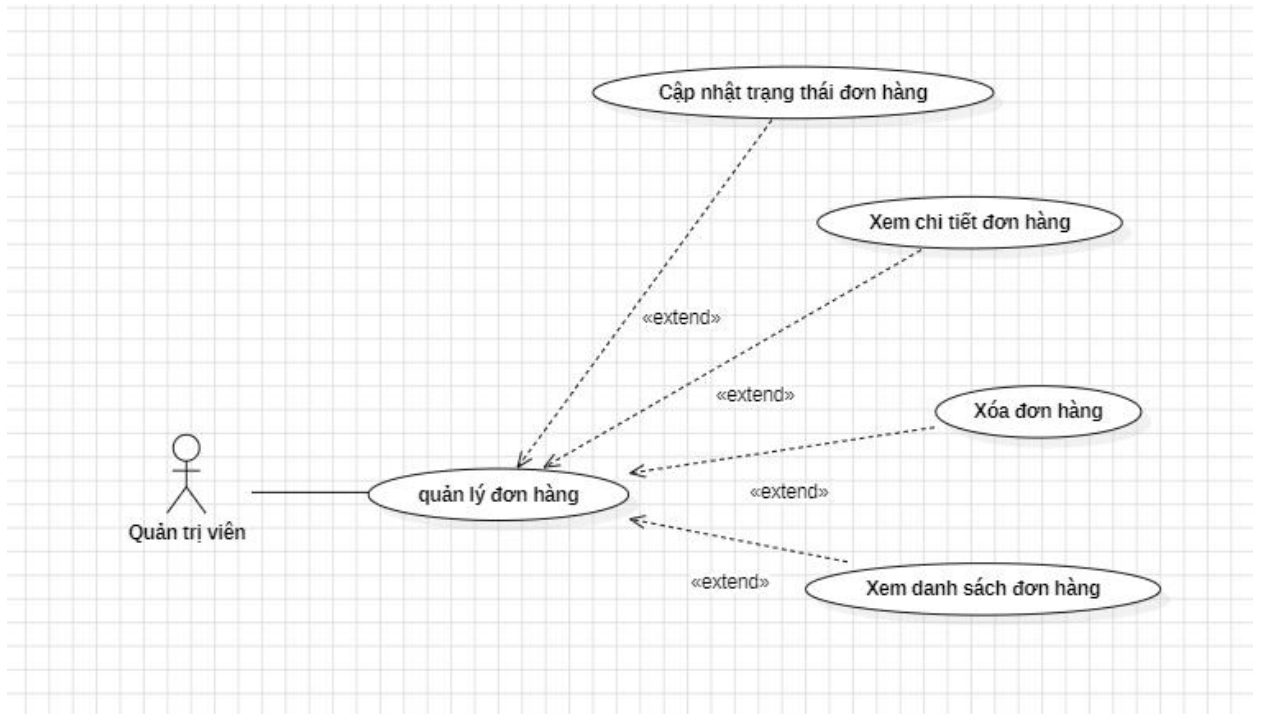 Cập nhật trạng thái đơn hàng
Xem chi tiết đơn hàng
«extend»
«extend»
Xóa đơn hàng
«extend»
quản lý đơn hàng
Quản trị viên
«extend»
Xem danh sách đơn hàng